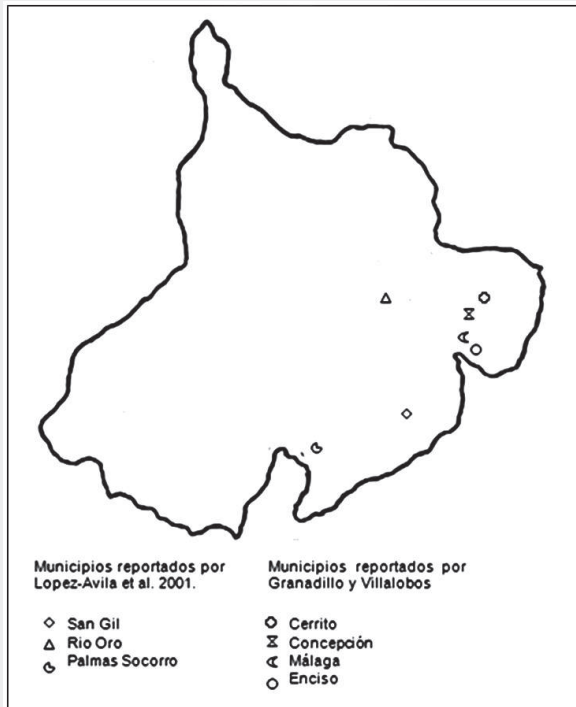 Municipios reportados por
Lopez-Avila et al. 2001.
San Gil
Rio Oro
Palmas Socorro
Municipios reportados por
Granadillo y Villalobos
Cerrito
Concepción
Málaga
Enciso